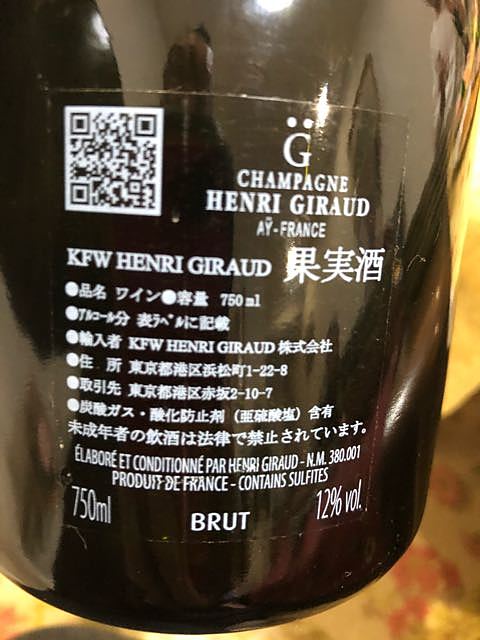 G
CHAMPAGNE
HENRI GIRAUD
AŸ-FRANCE
KFW HENRI GIRAUD 果実酒
●品名 ワイン●容量 750ml
●アルコール分 表ラベルに記載
●輸入者 KFW HENRI GIRAUD 株式会社
●住 所 東京都港区浜松町1-22-8
●取引先 東京都港区赤坂2-10-7
●炭酸ガス・酸化防止剤(亜硫酸塩)含有
未成年者の飲酒は法律で禁止されています。
ÉLABORÉ ET CONDITIONNÉ PAR HENRI GIRAUD - N.M. 380.001
PRODUIT DE FRANCE - CONTAINS SULFITES
750ml BRUT 12% vol.